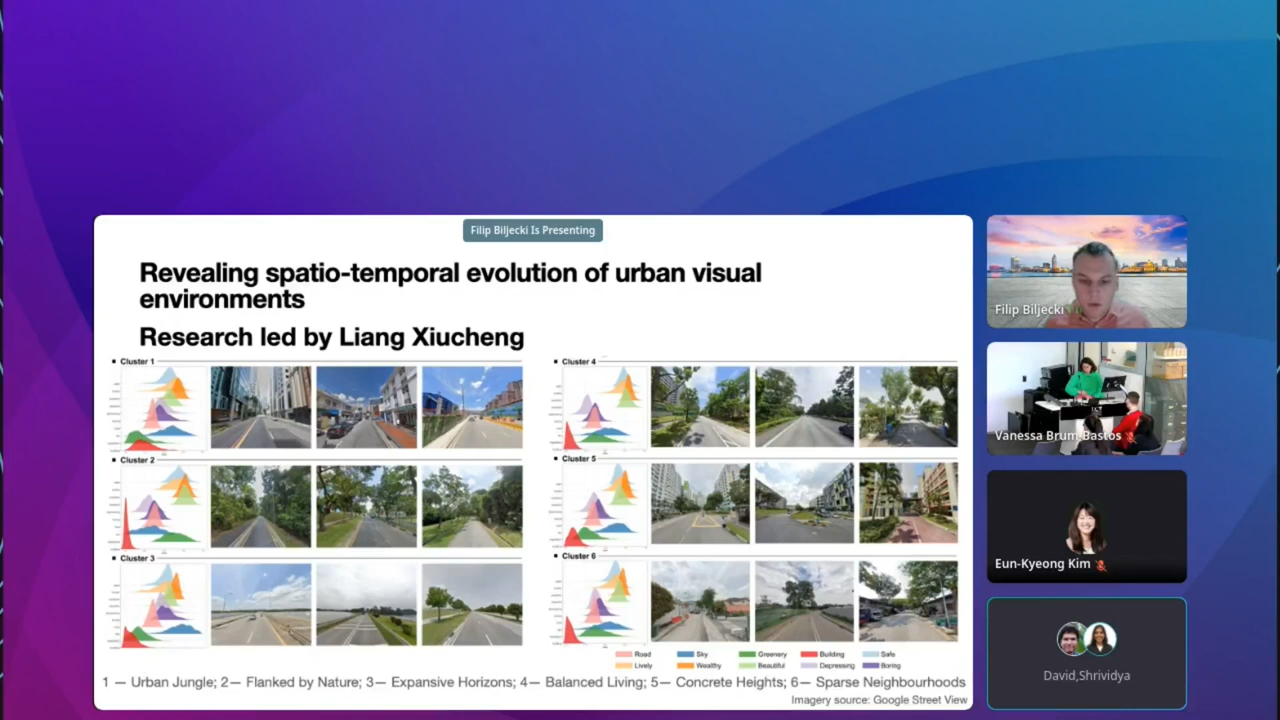 Filip Biljecki Is Presenting
Revealing spatio-temporal evolution of urban visual
environments
Research led by Liang Xiucheng
Cluster 1
Cluster 4
Cluster 2
Cluster 5
Cluster 3
Cluster 6
Road Sky Greenery Building Safe
Lively Wealthy Beautiful Depressing Boring
1 — Urban Jungle; 2— Flanked by Nature; 3— Expansive Horizons; 4— Balanced Living; 5— Concrete Heights; 6— Sparse Neighbourhoods
Imagery source: Google Street View
Filip Biljecki
Vanessa Brum-Bastos
Eun-Kyeong Kim
David,Shrividya